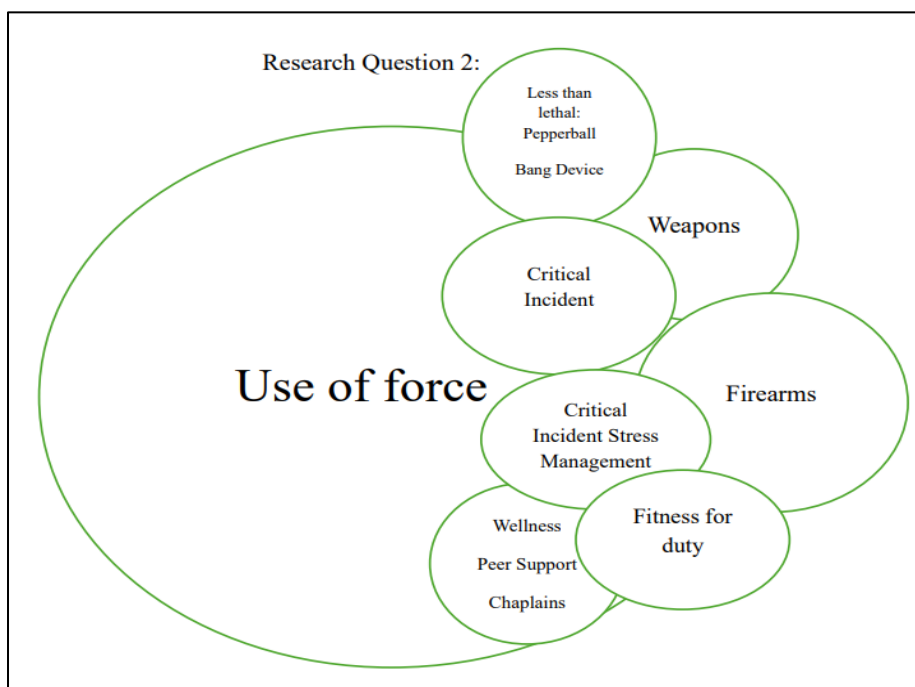 Research Question 2:
Less than
lethal:
Pepperball
Bang Device
Weapons
Critical
Incident
Use of force
Firearms
Critical
Incident Stress
Management
Fitness for
duty
Wellness
Peer Support
Chaplains